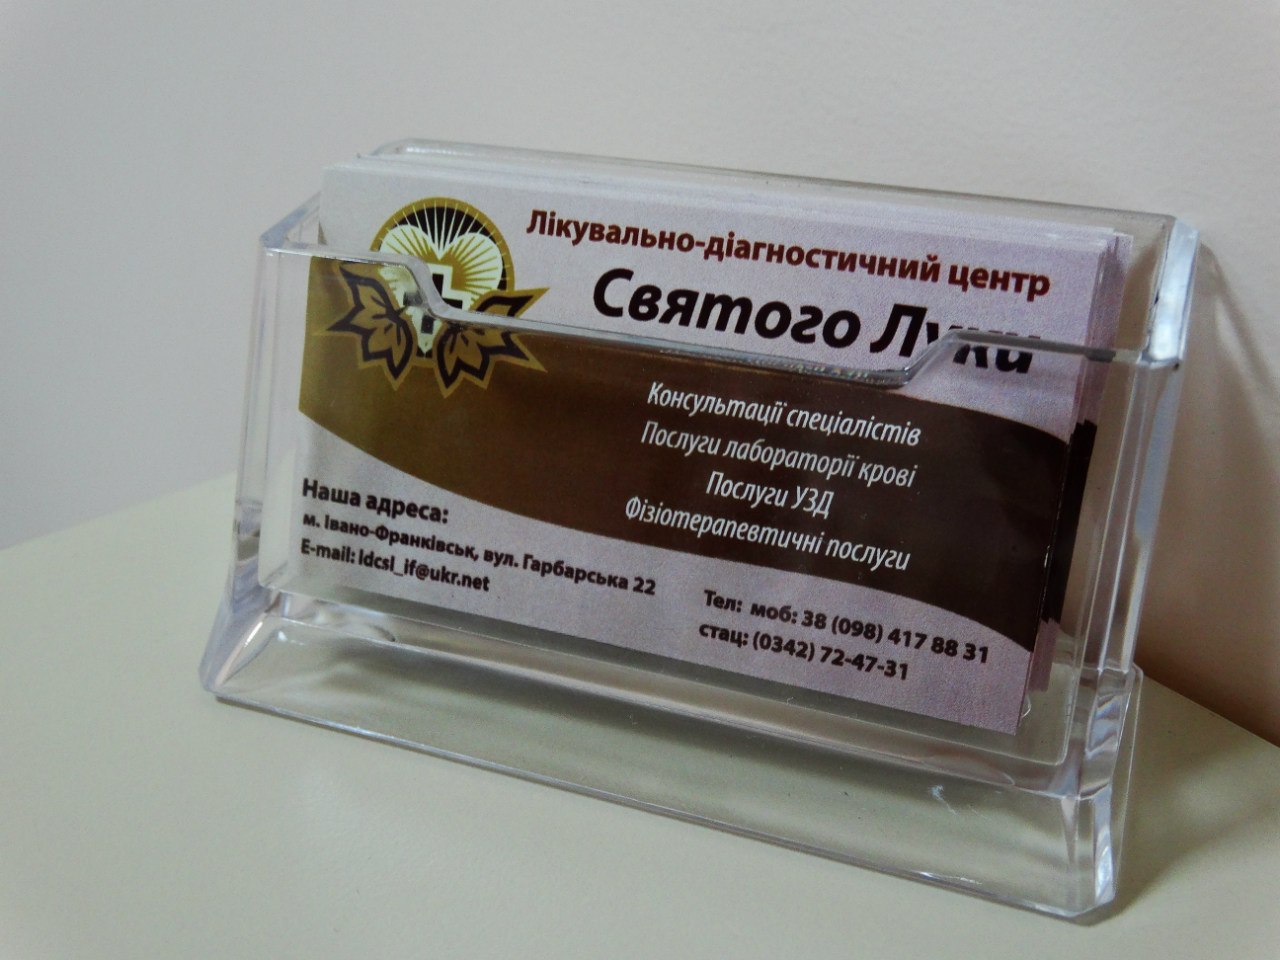 Лікувально-діагностичний центр
Святого Луки
Консультації спеціалістів
Послуги лабораторії крові
Послуги УЗД
Фізіотерапевтичні послуги
Наша адреса:
м. Івано-Франківськ, вул. Гарбарська 22
E-mail: ldcsl_if@ukr.net
Тел: моб: 38 (098) 417 88 31
стац: (0342) 72-47-31